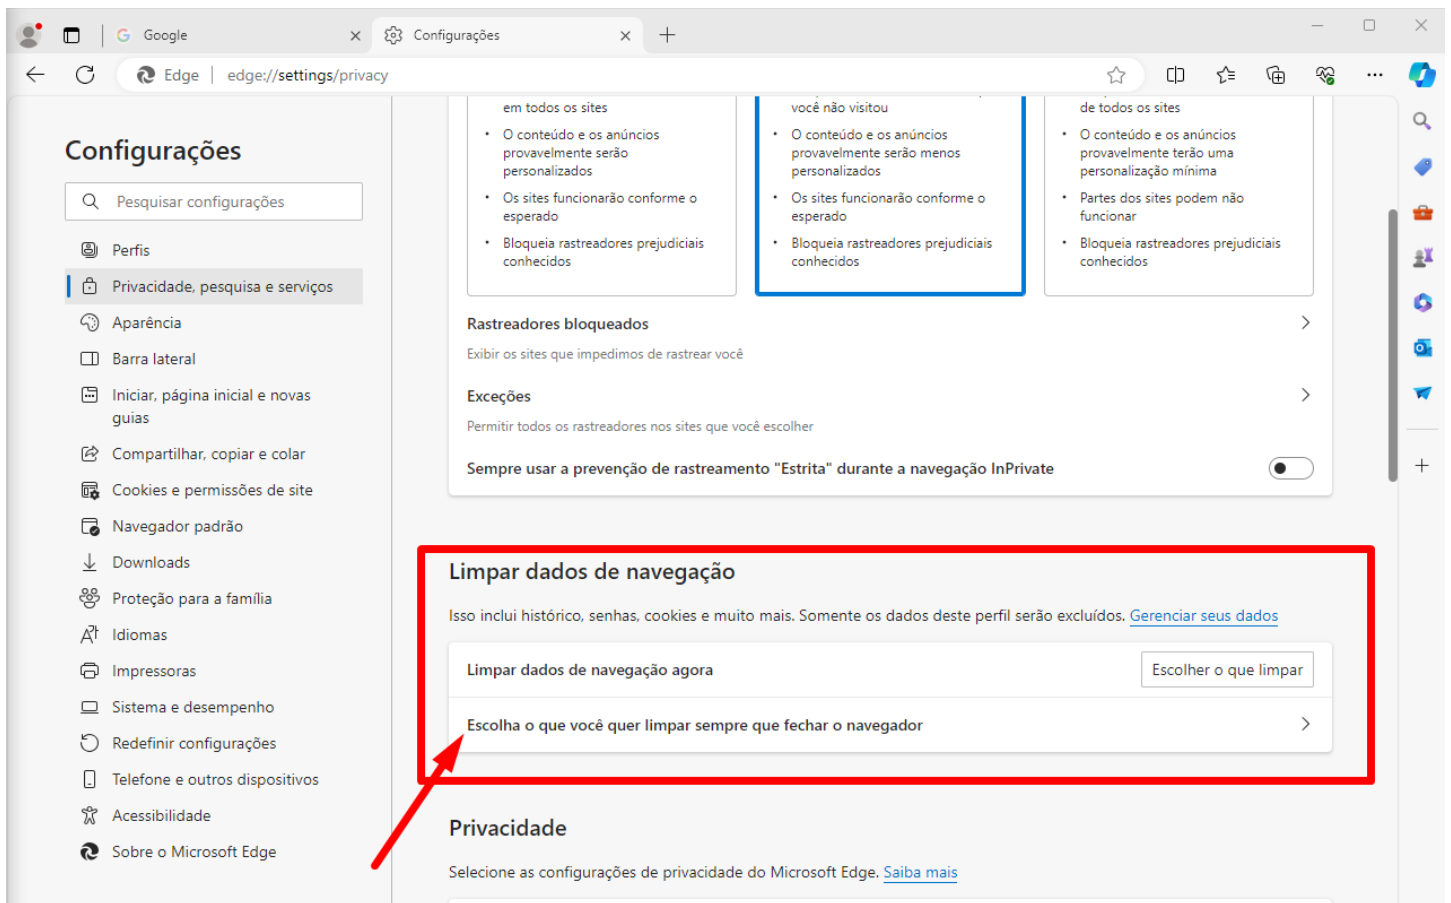 Google
Configurações
Edge
edge://settings/privacy
Configurações
Pesquisar configurações
Perfis
Privacidade, pesquisa e serviços
Aparência
Barra lateral
Iniciar, página inicial e novas
guias
Compartilhar, copiar e colar
Cookies e permissões de site
Navegador padrão
Downloads
Proteção para a família
Idiomas
Impressoras
Sistema e desempenho
Redefinir configurações
Telefone e outros dispositivos
Acessibilidade
Sobre o Microsoft Edge
em todos os sites
• O conteúdo e os anúncios
provavelmente serão
personalizados
• Os sites funcionarão conforme o
esperado
• Bloqueia rastreadores prejudiciais
conhecidos
você não visitou
• O conteúdo e os anúncios
provavelmente serão menos
personalizados
• Os sites funcionarão conforme o
esperado
• Bloqueia rastreadores prejudiciais
conhecidos
de todos os sites
• O conteúdo e os anúncios
provavelmente terão uma
personalização mínima
• Partes dos sites podem não
funcionar
• Bloqueia rastreadores prejudiciais
conhecidos
Rastreadores bloqueados
Exibir os sites que impedimos de rastrear você
Exceções
Permitir todos os rastreadores nos sites que você escolher
Sempre usar a prevenção de rastreamento "Estrita" durante a navegação InPrivate
Limpar dados de navegação
Isso inclui histórico, senhas, cookies e muito mais. Somente os dados deste perfil serão excluídos. Gerenciar seus dados
Limpar dados de navegação agora
Escolher o que limpar
Escolha o que você quer limpar sempre que fechar o navegador
Privacidade
Selecione as configurações de privacidade do Microsoft Edge. Saiba mais